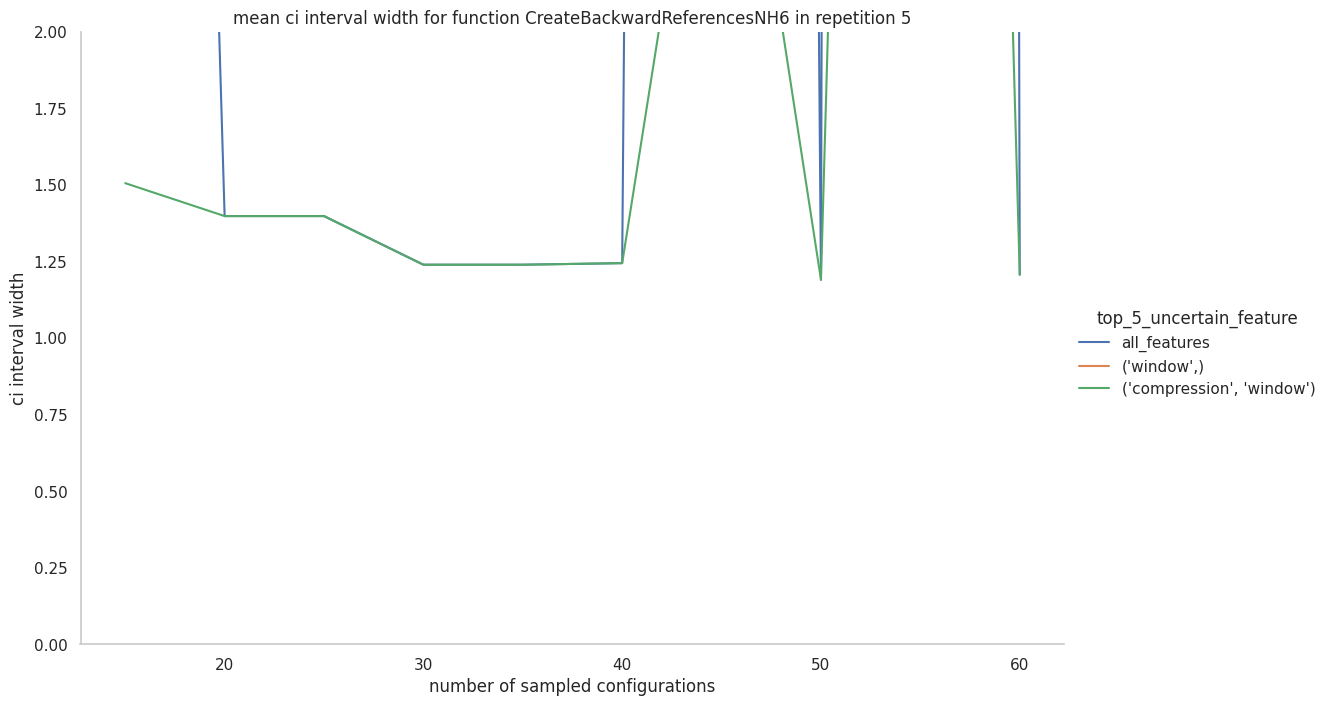 mean ci interval width for function CreateBackwardReferencesNH6 in repetition 5
2.00
1.75
1.50
1.25
1.00
0.75
0.50
0.25
0.00
ci interval width
20
30
40
50
60
number of sampled configurations
top_5_uncertain_feature
all_features
('window',)
('compression', 'window')